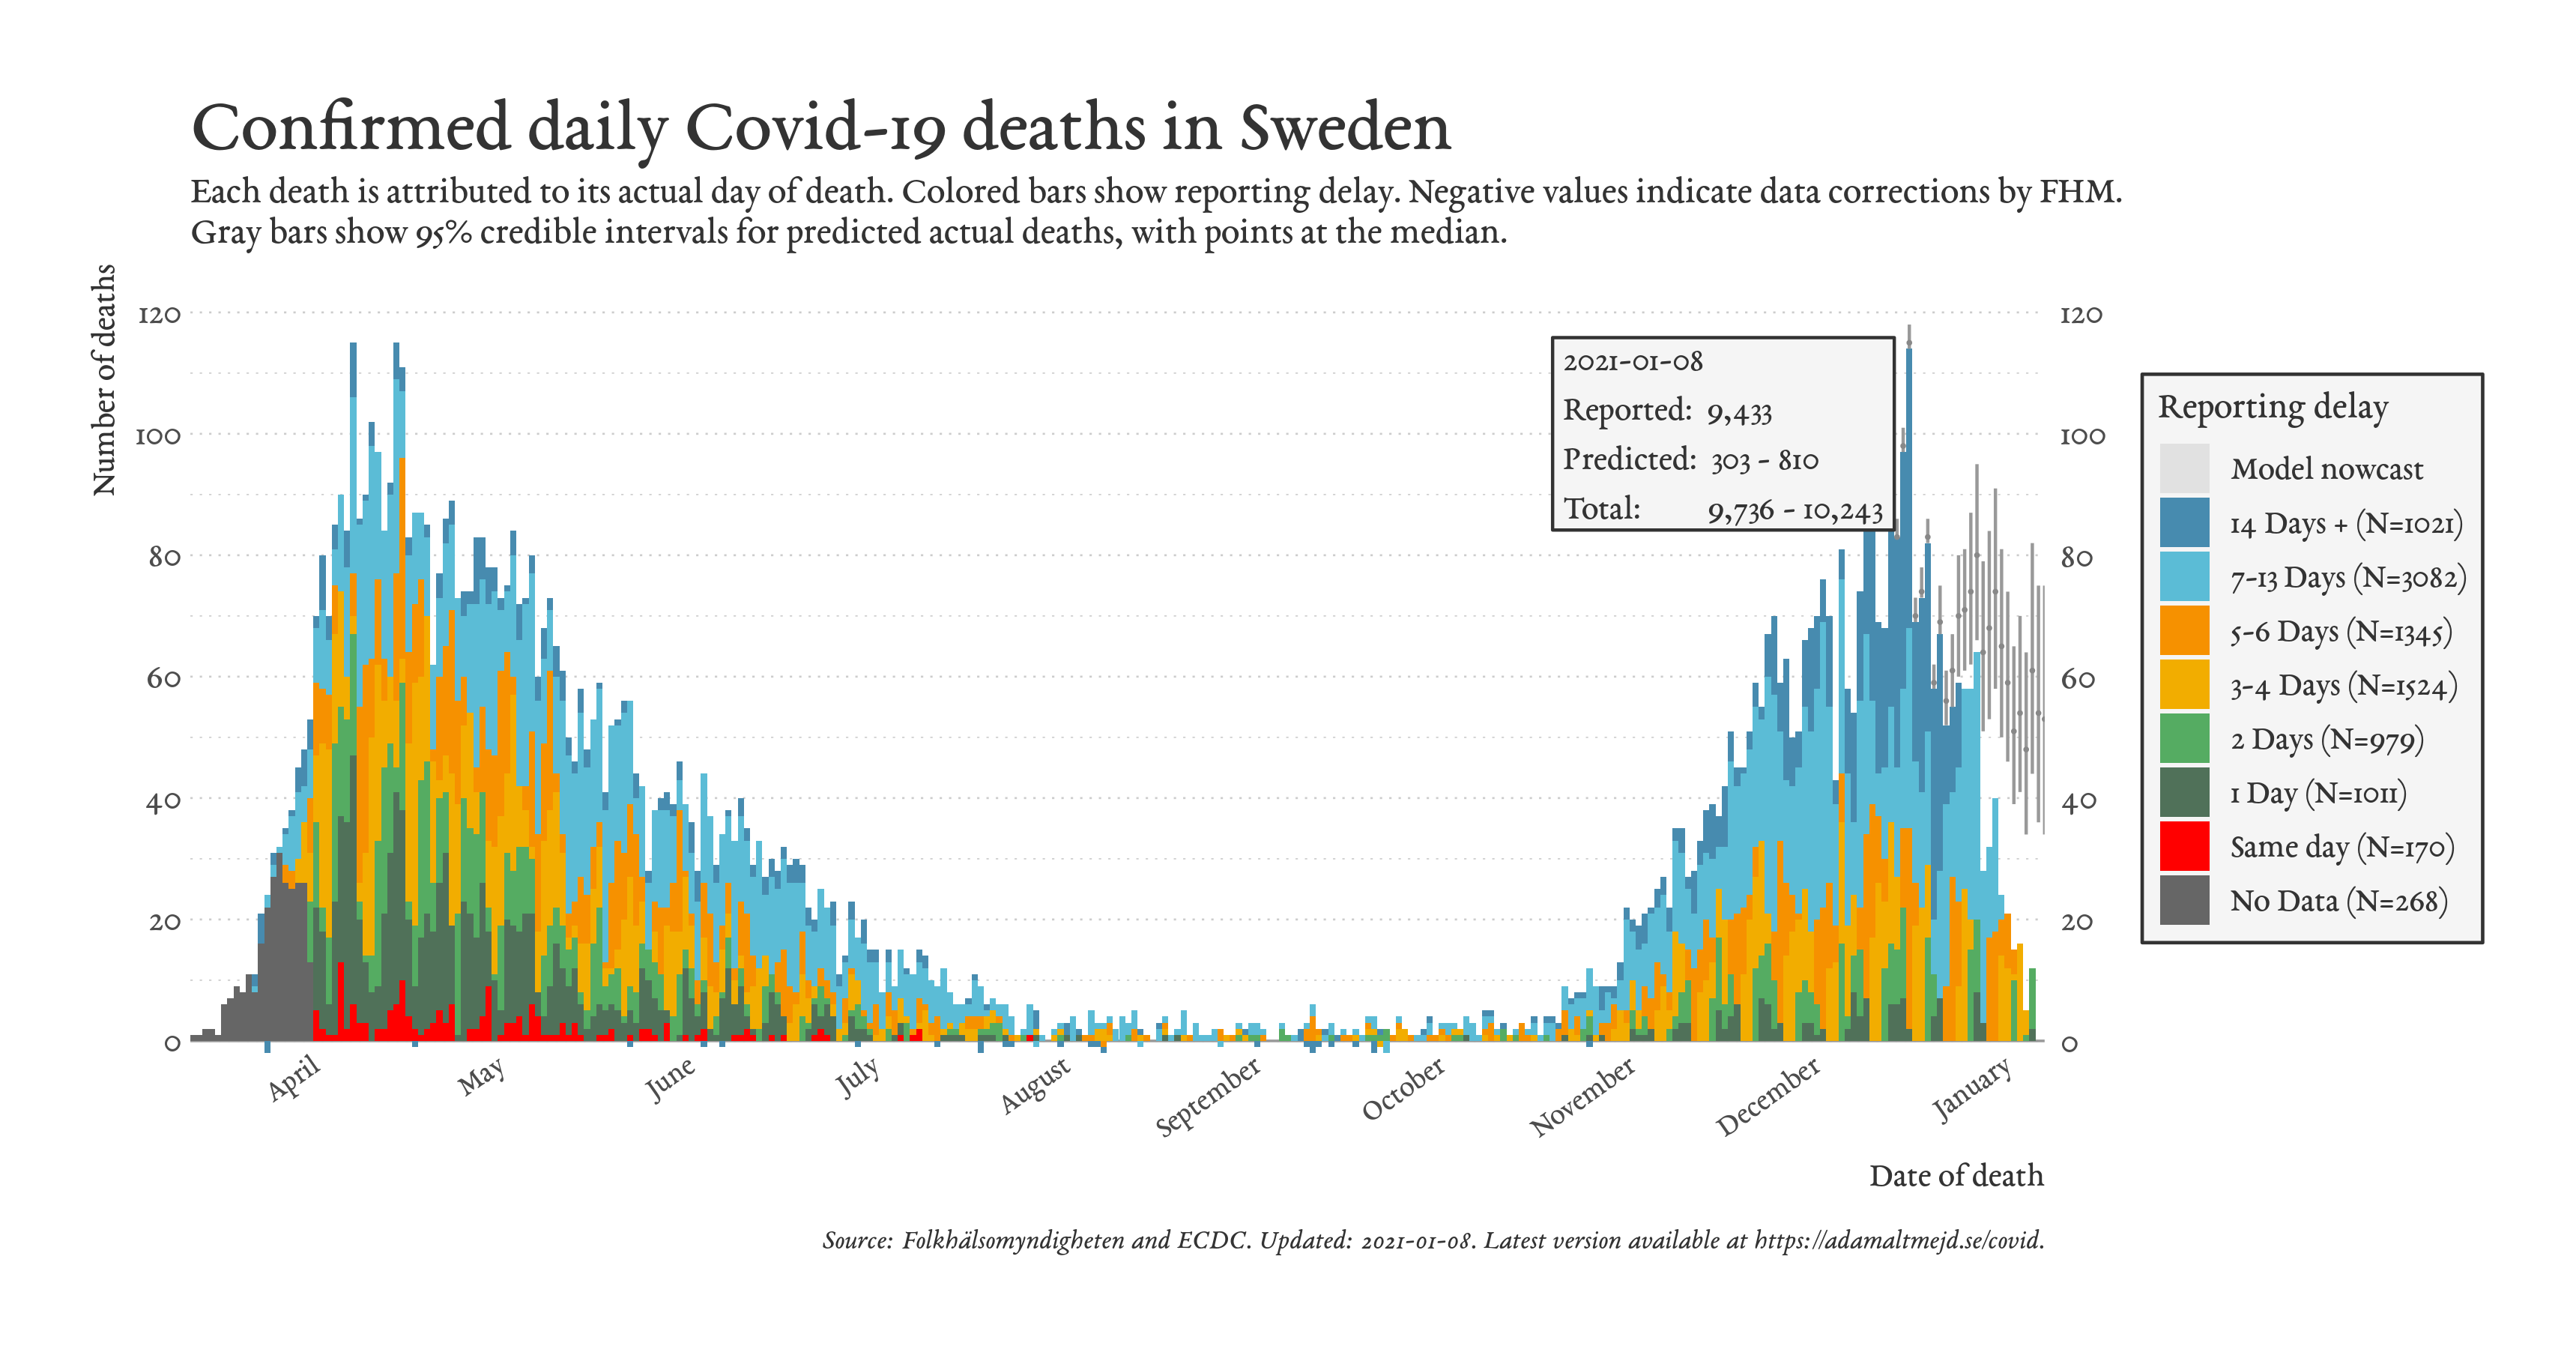 Confirmed daily Covid-19 deaths in Sweden
Each death is attributed to its actual day of death. Colored bars show reporting delay. Negative values indicate data corrections by FHM.
Gray bars show 95% credible intervals for predicted actual deaths, with points at the median.
Number of deaths
120
100
80
60
40
20
0
2021-01-08
Reported: 9,433
Predicted: 303 - 810
Total: 9,736 - 10,243
120
100
80
60
40
20
0
Reporting delay
Model nowcast
14 Days + (N=1021)
7-13 Days (N=3082)
5-6 Days (N=1345)
3-4 Days (N=1524)
2 Days (N=979)
1 Day (N=1011)
Same day (N=170)
No Data (N=268)
April
May
June
July
August
September
October
November
December
January
Date of death
Source: Folkhälsomyndigheten and ECDC. Updated: 2021-01-08. Latest version available at https://adamaltmejd.se/covid.